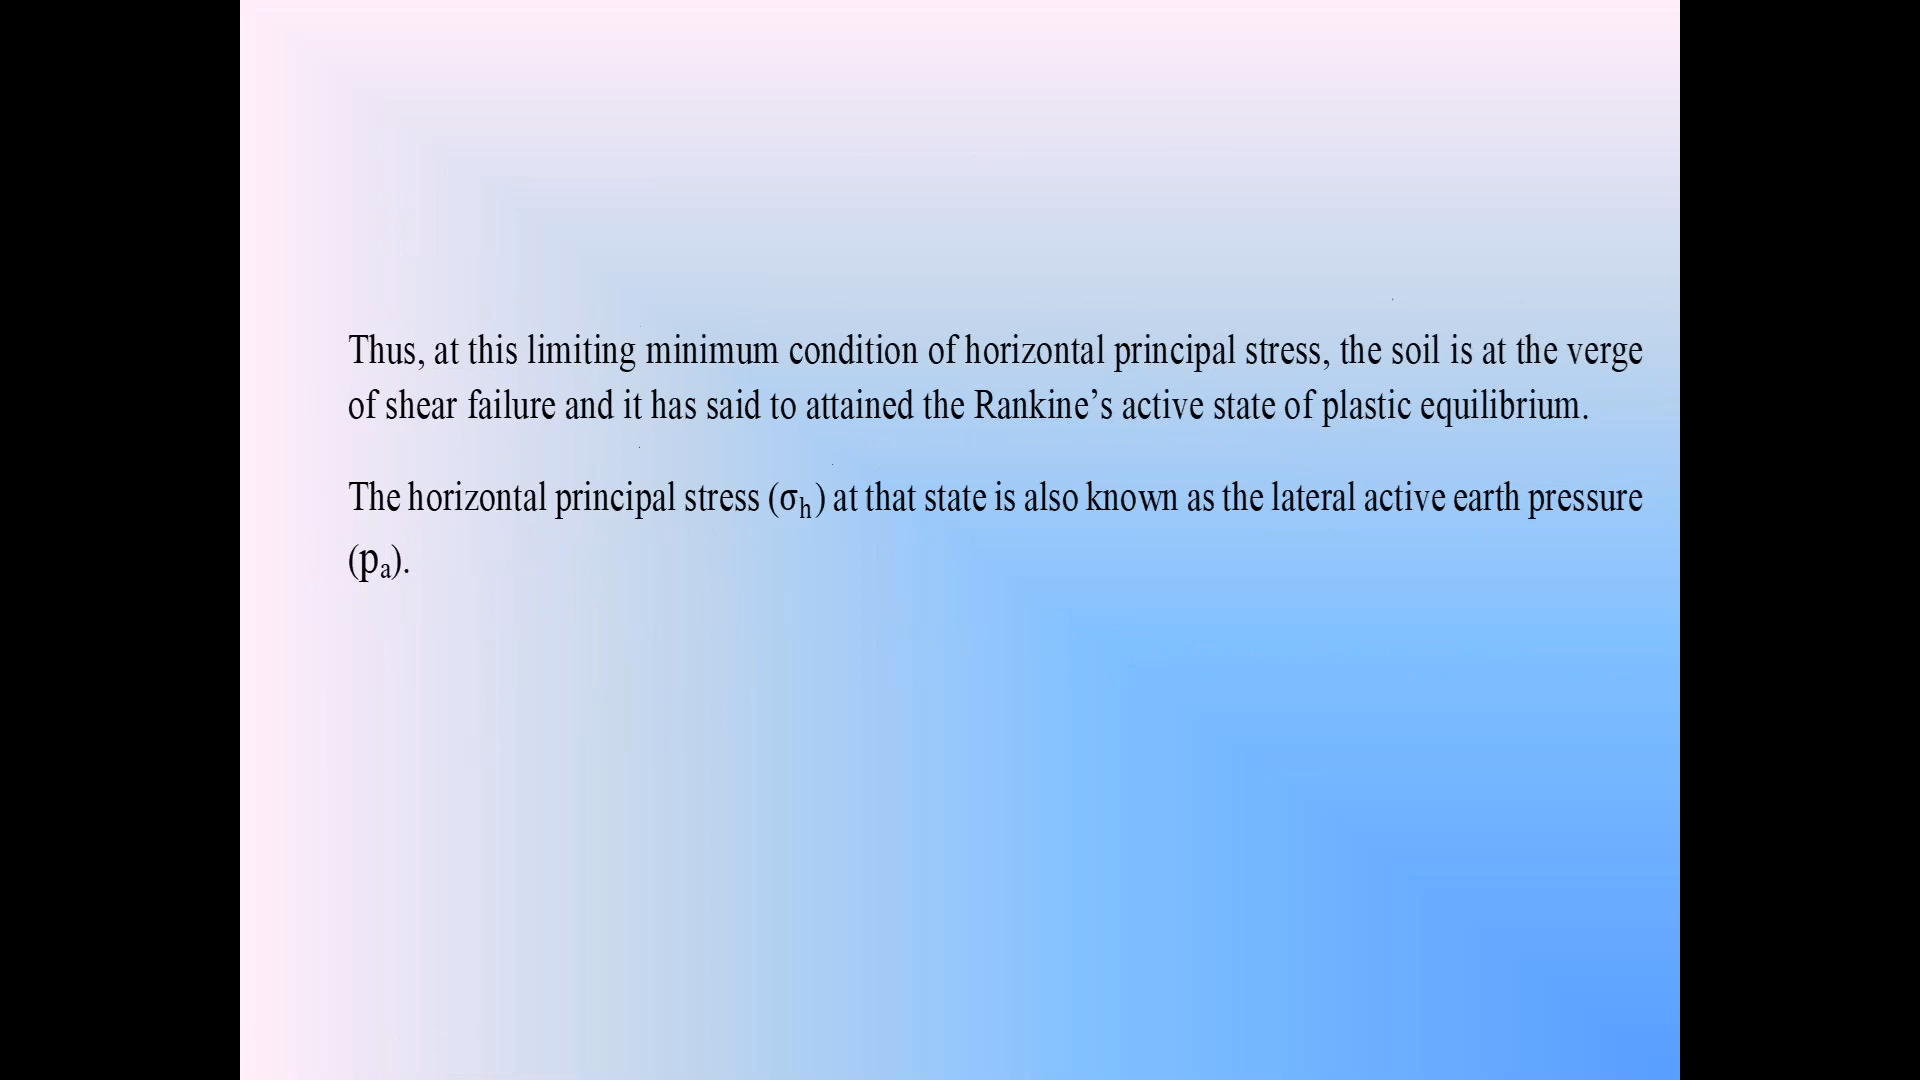 Thus, at this limiting minimum condition of horizontal principal stress, the soil is at the verge
of shear failure and it has said to attained the Rankine’s active state of plastic equilibrium.
The horizontal principal stress (σₕ) at that state is also known as the lateral active earth pressure
(pₐ).